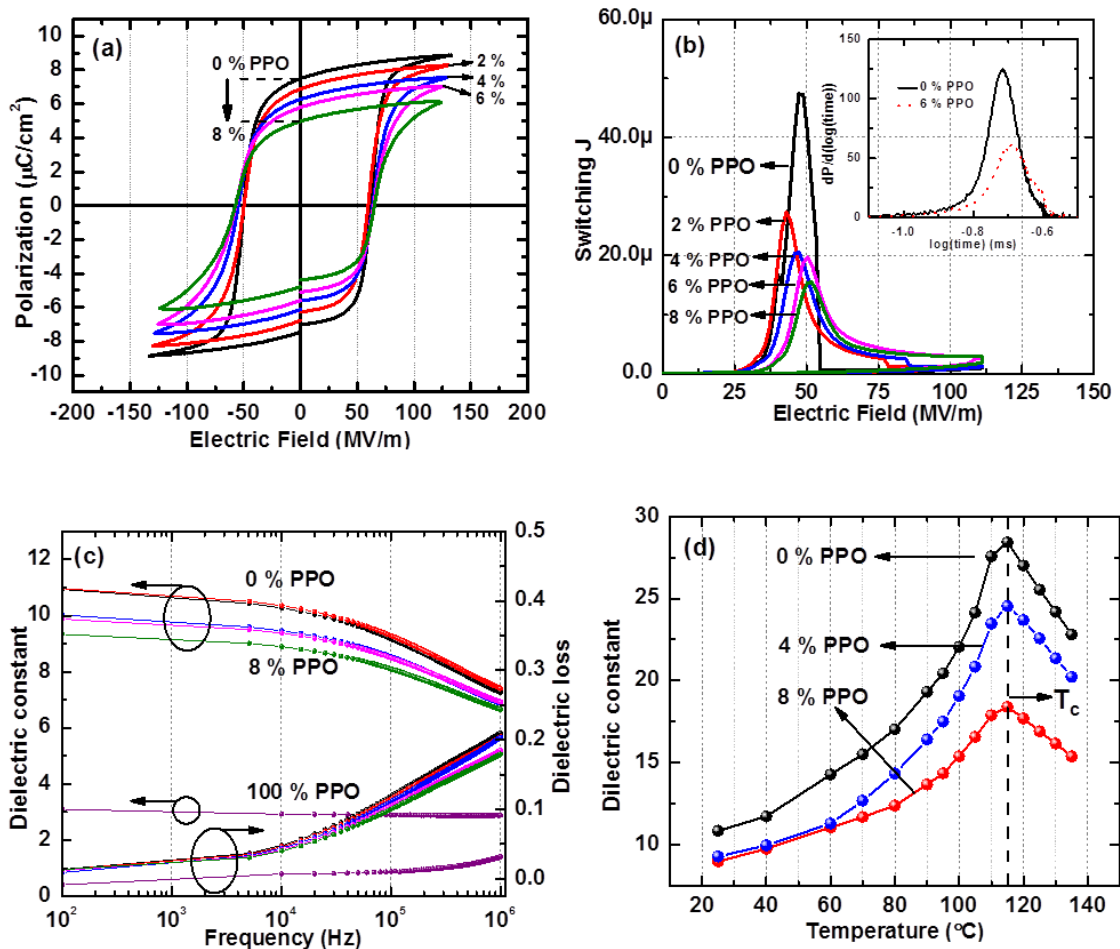 (a)
0 % PPO
8 %
2 %
4 %
6 %
10
8
6
4
2
0
-2
-4
-6
-8
-10
Polarization (µC/cm²)
-200 -150 -100 -50 0 50 100 150 200
Electric Field (MV/m)
(b)
60.0µ
40.0µ
20.0µ
0.0
Switching J
0 % PPO
2 % PPO
4 % PPO
6 % PPO
8 % PPO
0 25 50 75 100 125 150
Electric Field (MV/m)
150
125
100
75
50
25
0
dP/d(log(time))
0 % PPO
6 % PPO
-1.0 -0.8 -0.6
log(time) (ms)
(c)
12
10
8
6
4
2
0
Dielectric constant
0 % PPO
8 % PPO
100 % PPO
0.5
0.4
0.3
0.2
0.1
0.0
Dielectric loss
10² 10³ 10⁴ 10⁵ 10⁶
Frequency (Hz)
(d)
30
25
20
15
10
Dilectric constant
0 % PPO
4 % PPO
8 % PPO
Tc
20 40 60 80 100 120 140
Temperature (°C)